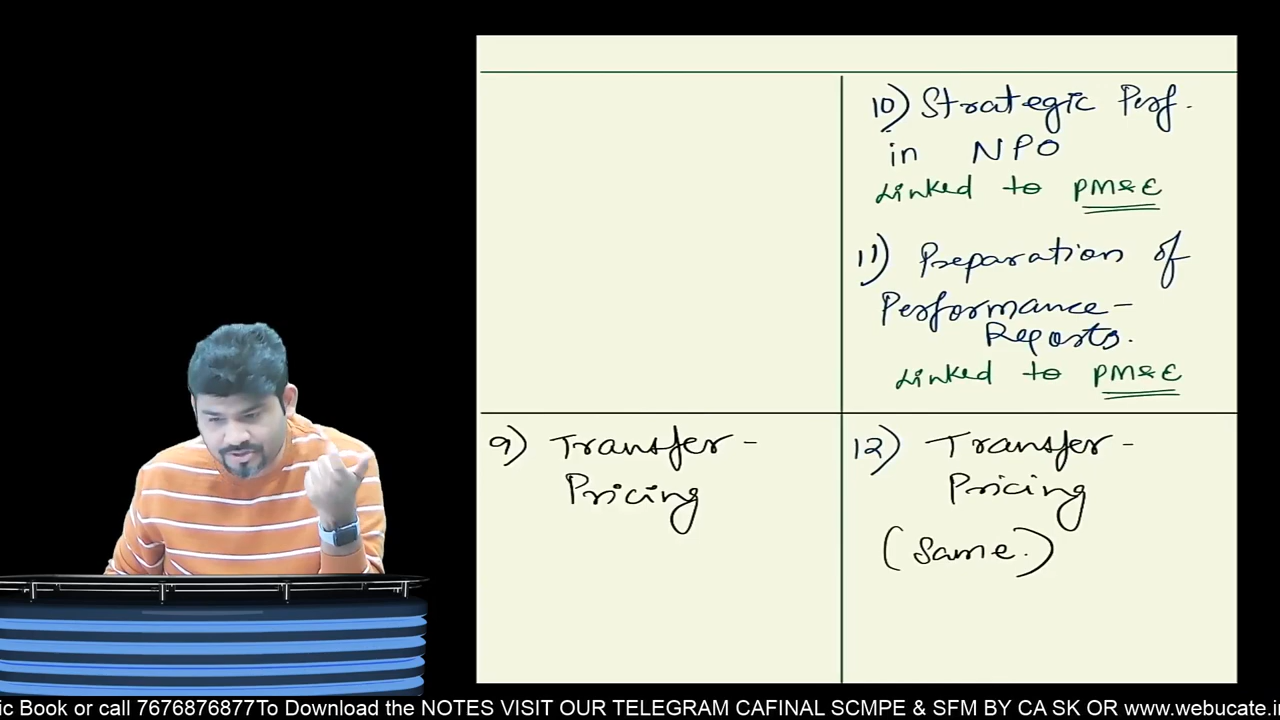 10) Strategic Perf.
in NPO
Linked to PM&E
11) Preparation of
Performance-
Reports.
Linked to PM&E
9) Transfer-
Pricing
12) Transfer-
Pricing
(Same.)
ic Book or call 7676876877To Download the NOTES VISIT OUR TELEGRAM CAFINAL SCMPE & SFM BY CA SK OR www.webucate.i